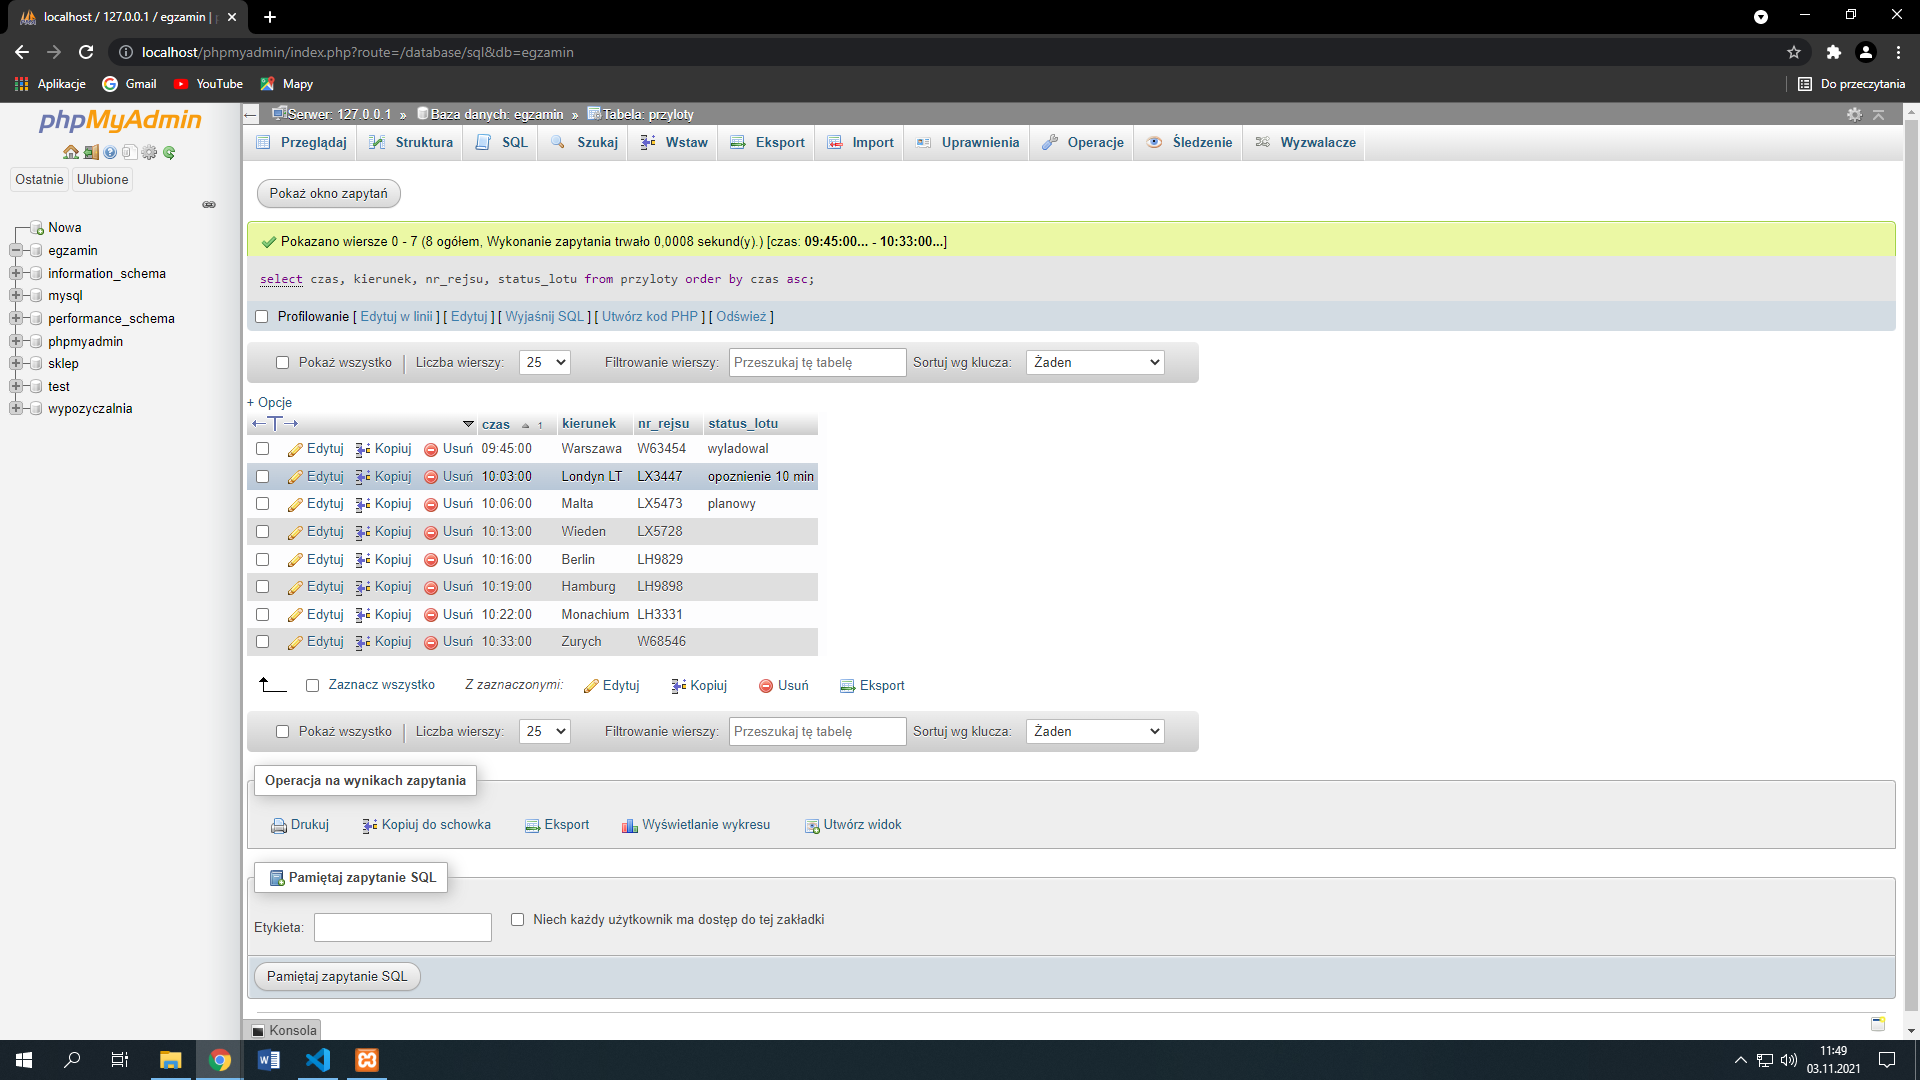 localhost / 127.0.0.1 / egzamin |
localhost/phpmyadmin/index.php?route=/database/sql&db=egzamin
Aplikacje Gmail YouTube Mapy Do przeczytania
phpMyAdmin
Ostatnie Ulubione
Nowa
egzamin
information_schema
mysql
performance_schema
phpmyadmin
sklep
test
wypozyczalnia
Serwer: 127.0.0.1 » Baza danych: egzamin » Tabela: przyloty
Przeglądaj Struktura SQL Szukaj Wstaw Eksport Import Uprawnienia Operacje Śledzenie Wyzwalacze
Pokaż okno zapytań
Pokazano wiersze 0 - 7 (8 ogółem, Wykonanie zapytania trwało 0,0008 sekund(y).) [czas: 09:45:00... - 10:33:00...]
select czas, kierunek, nr_rejsu, status_lotu from przyloty order by czas asc;
Profilowanie [ Edytuj w linii ] [ Edytuj ] [ Wyjaśnij SQL ] [ Utwórz kod PHP ] [ Odśwież ]
Pokaż wszystko | Liczba wierszy: 25 Filtrowanie wierszy: Przeszukaj tę tabelę Sortuj wg klucza: Żaden
+ Opcje
←T→ czas 1 kierunek nr_rejsu status_lotu
Edytuj Kopiuj Usuń 09:45:00 Warszawa W63454 wyladowal
Edytuj Kopiuj Usuń 10:03:00 Londyn LT LX3447 opoznienie 10 min
Edytuj Kopiuj Usuń 10:06:00 Malta LX5473 planowy
Edytuj Kopiuj Usuń 10:13:00 Wieden LX5728
Edytuj Kopiuj Usuń 10:16:00 Berlin LH9829
Edytuj Kopiuj Usuń 10:19:00 Hamburg LH9898
Edytuj Kopiuj Usuń 10:22:00 Monachium LH3331
Edytuj Kopiuj Usuń 10:33:00 Zurych W68546
Zaznacz wszystko Z zaznaczonymi: Edytuj Kopiuj Usuń Eksport
Pokaż wszystko | Liczba wierszy: 25 Filtrowanie wierszy: Przeszukaj tę tabelę Sortuj wg klucza: Żaden
Operacja na wynikach zapytania
Drukuj Kopiuj do schowka Eksport Wyświetlanie wykresu Utwórz widok
Pamiętaj zapytanie SQL
Etykieta: Niech każdy użytkownik ma dostęp do tej zakładki
Pamiętaj zapytanie SQL
Konsola
11:49
03.11.2021